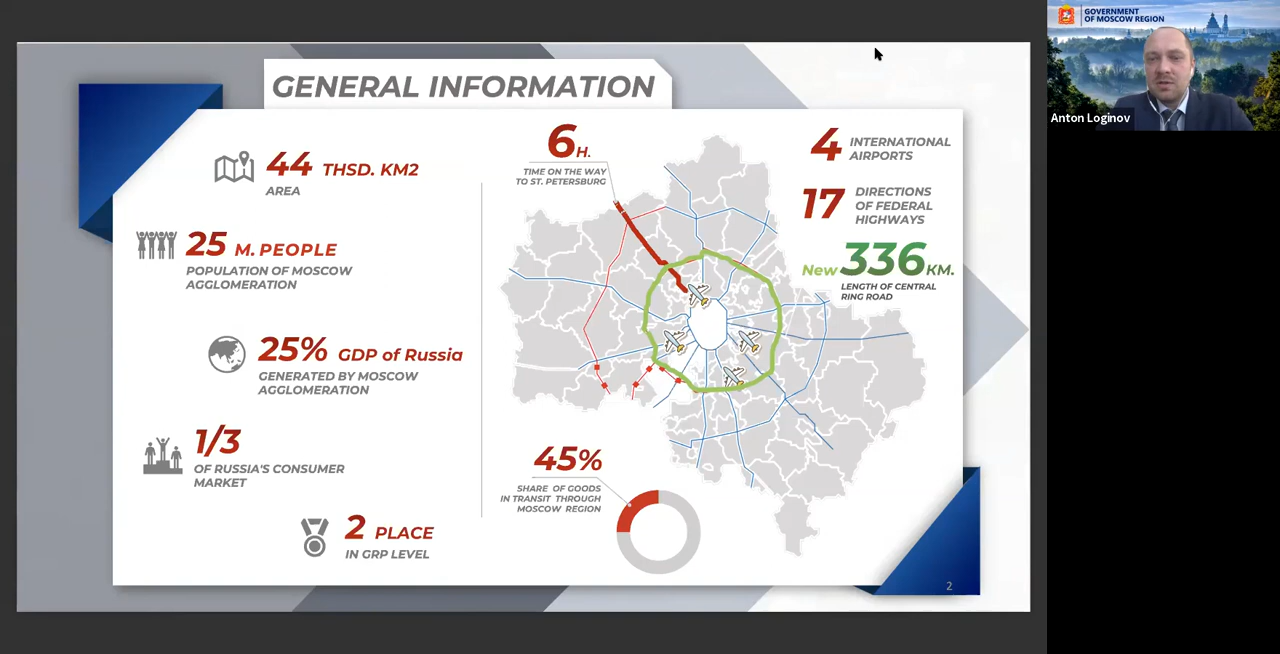 GENERAL INFORMATION
44 THSD. KM2
AREA
25 M. PEOPLE
POPULATION OF MOSCOW
AGGLOMERATION
25% GDP of Russia
GENERATED BY MOSCOW
AGGLOMERATION
1/3
OF RUSSIA'S CONSUMER
MARKET
2 PLACE
IN GRP LEVEL
6 H.
TIME ON THE WAY
TO ST. PETERSBURG
45%
SHARE OF GOODS
IN TRANSIT THROUGH
MOSCOW REGION
4 INTERNATIONAL
AIRPORTS
17 DIRECTIONS
OF FEDERAL
HIGHWAYS
New 336 KM.
LENGTH OF CENTRAL
RING ROAD
2
GOVERNMENT
OF MOSCOW REGION
Anton Loginov